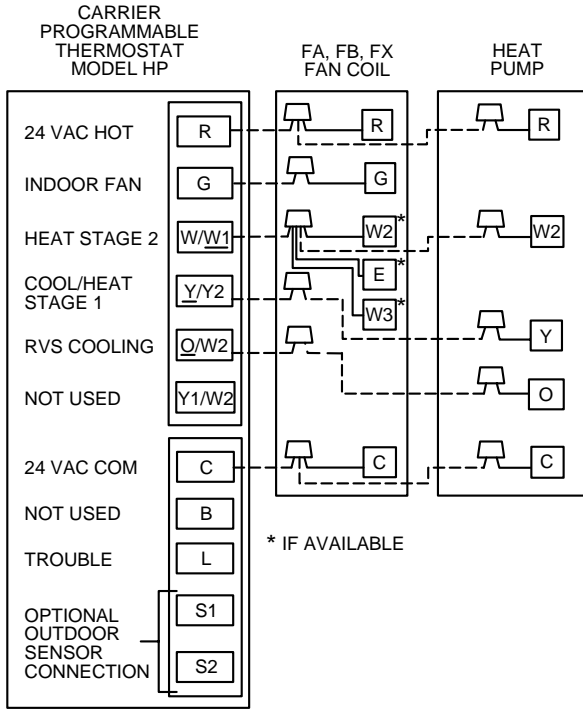 CARRIER
PROGRAMMABLE
THERMOSTAT
MODEL HP
FA, FB, FX
FAN COIL
HEAT
PUMP
24 VAC HOT
R
R
R
INDOOR FAN
G
G
HEAT STAGE 2
W/W1
W2*
W2
E*
COOL/HEAT
STAGE 1
Y/Y2
W3*
Y
RVS COOLING
O/W2
O
NOT USED
Y1/W2
24 VAC COM
C
C
C
NOT USED
B
* IF AVAILABLE
TROUBLE
L
OPTIONAL
OUTDOOR
SENSOR
CONNECTION
S1
S2